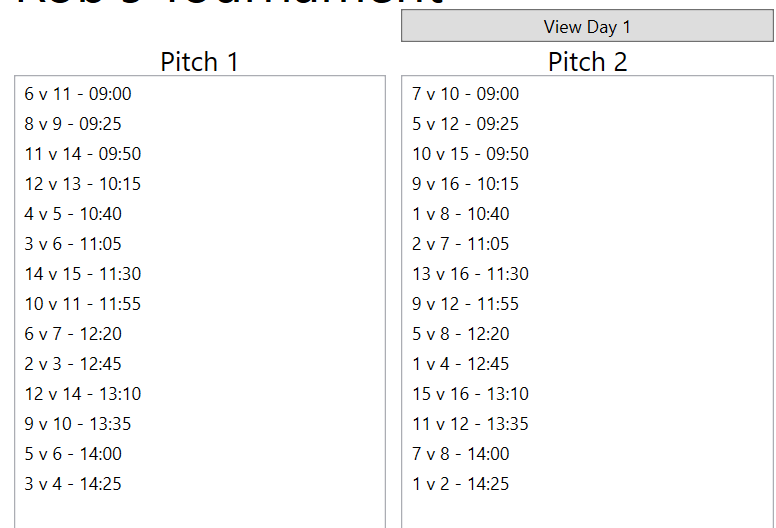 View Day 1
Pitch 1
6 v 11 - 09:00
8 v 9 - 09:25
11 v 14 - 09:50
12 v 13 - 10:15
4 v 5 - 10:40
3 v 6 - 11:05
14 v 15 - 11:30
10 v 11 - 11:55
6 v 7 - 12:20
2 v 3 - 12:45
12 v 14 - 13:10
9 v 10 - 13:35
5 v 6 - 14:00
3 v 4 - 14:25
Pitch 2
7 v 10 - 09:00
5 v 12 - 09:25
10 v 15 - 09:50
9 v 16 - 10:15
1 v 8 - 10:40
2 v 7 - 11:05
13 v 16 - 11:30
9 v 12 - 11:55
5 v 8 - 12:20
1 v 4 - 12:45
15 v 16 - 13:10
11 v 12 - 13:35
7 v 8 - 14:00
1 v 2 - 14:25